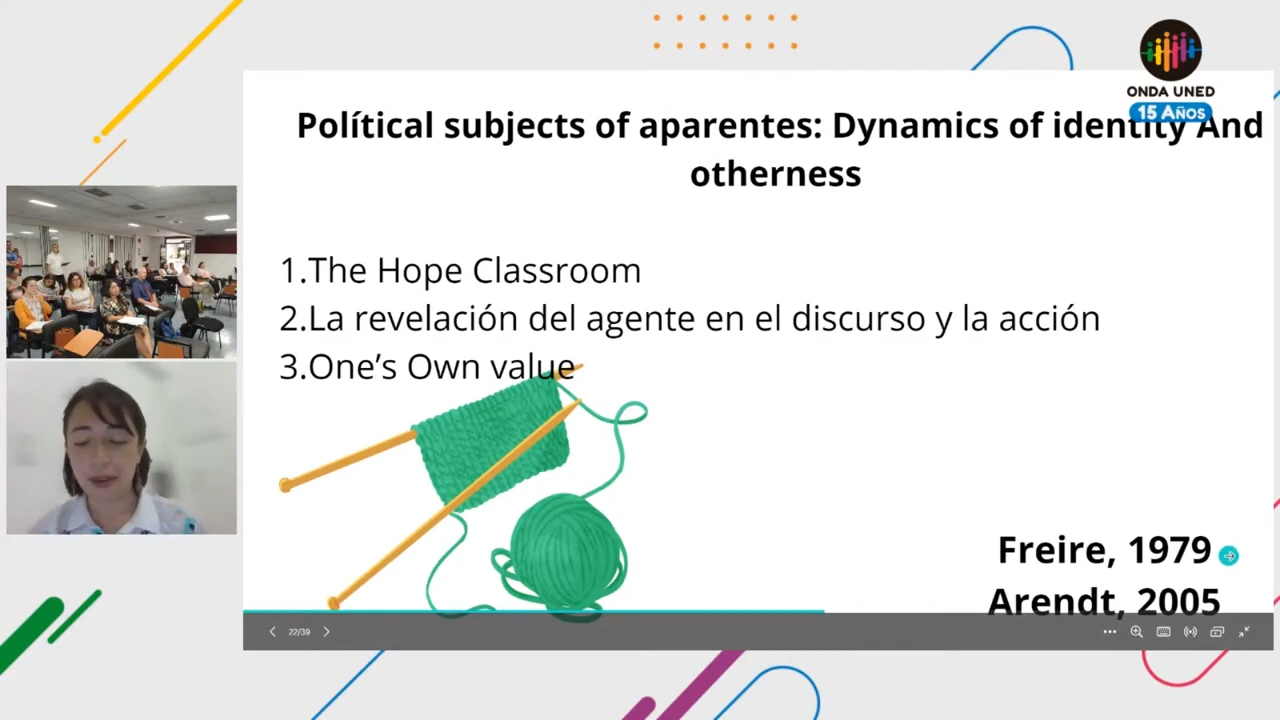 ONDA UNED
15 AÑOS
Polítical subjects of aparentes: Dynamics of identity And
otherness
1.The Hope Classroom
2.La revelación del agente en el discurso y la acción
3.One’s Own value
Freire, 1979
Arendt, 2005
22/39